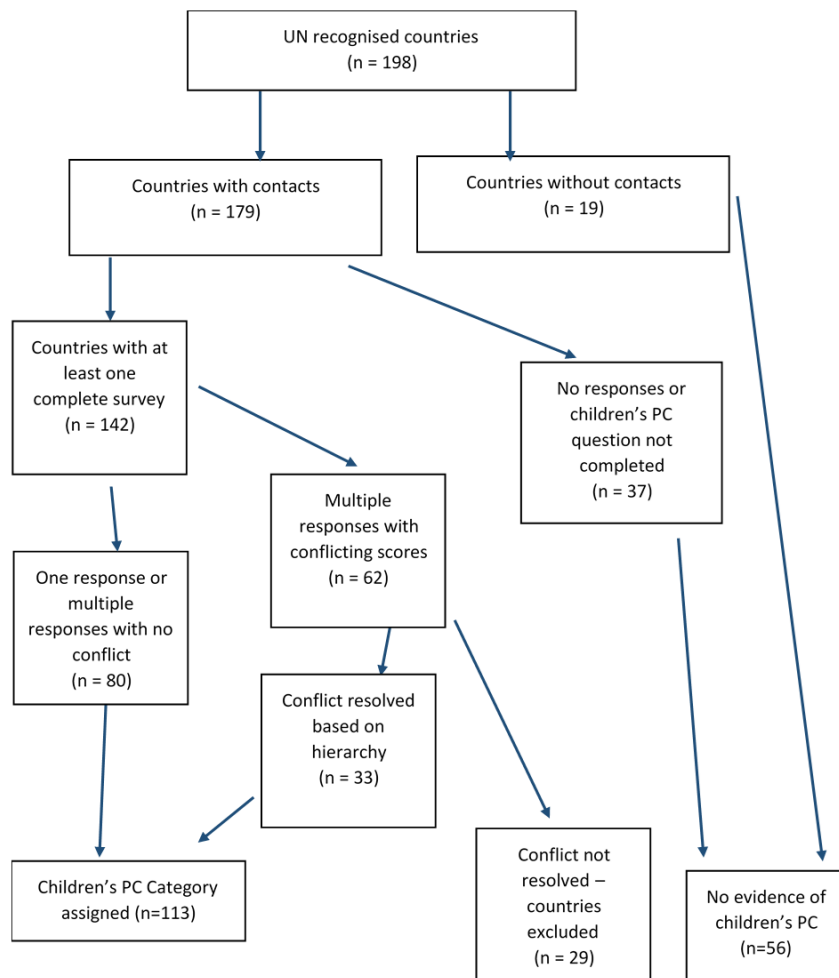 UN recognised countries
(n = 198)
Countries with contacts
(n = 179)
Countries without contacts
(n = 19)
Countries with at
least one
complete survey
(n = 142)
No responses or
children’s PC
question not
completed
(n = 37)
Multiple
responses with
conflicting scores
(n = 62)
One response or
multiple
responses with no
conflict
(n = 80)
Conflict resolved
based on
hierarchy
(n = 33)
Children’s PC Category
assigned (n=113)
Conflict not
resolved –
countries
excluded
(n = 29)
No evidence of
children’s PC
(n=56)